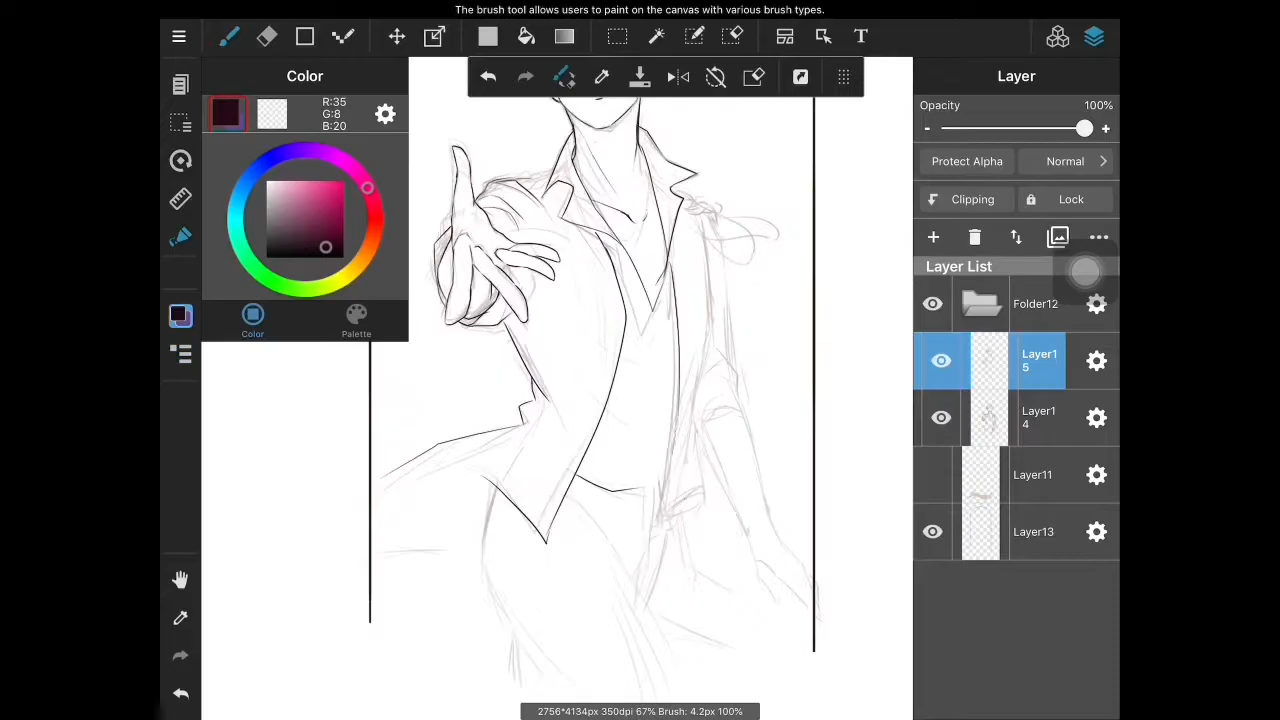 The brush tool allows users to paint on the canvas with various brush types.
T
Color
Layer
R:35
G:8
B:20
Opacity 100%
- +
Protect Alpha Normal
Clipping Lock
Layer List
Folder12
Layer1
5
Layer1
4
Layer11
Layer13
Color Palette
2756*4134px 350dpi 67% Brush: 4.2px 100%